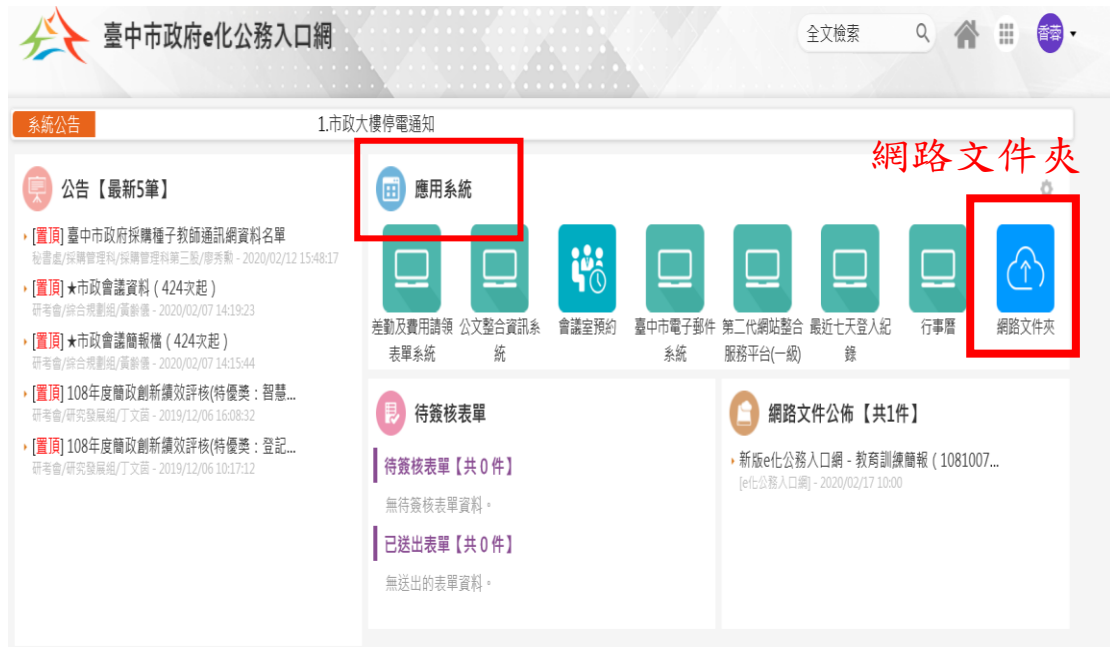 臺中市政府e化公務入口網
全文檢索
香蓉
系統公告
1.市政大樓停電通知
網路文件夾
公告【最新5筆】
[置頂] 臺中市政府採購種子教師通訊網資料名單
秘書處/採購管理科/採購管理科第三股/廖秀勳 - 2020/02/12 15:48:17
[置頂] ★市政會議資料 ( 424次起 )
研考會/綜合規劃組/黃齡儀 - 2020/02/07 14:19:23
[置頂] ★市政會議簡報檔 ( 424次起 )
研考會/綜合規劃組/黃齡儀 - 2020/02/07 14:15:44
[置頂] 108年度簡政創新績效評核(特優獎：智慧...
研考會/研究發展組/丁文茵 - 2019/12/06 16:08:32
[置頂] 108年度簡政創新績效評核(特優獎：登記...
研考會/研究發展組/丁文茵 - 2019/12/06 10:17:12
應用系統
差勤及費用請領
表單系統
公文整合資訊系
統
會議室預約
臺中市電子郵件
系統
第二代網站整合
服務平台(一級)
最近七天登入紀
錄
行事曆
網路文件夾
待簽核表單
待簽核表單【共 0 件】
無待簽核表單資料。
已送出表單【共 0 件】
無送出的表單資料。
網路文件公佈【共1件】
新版e化公務入口網 - 教育訓練簡報 ( 1081007...
[e化公務入口網] - 2020/02/17 10:00